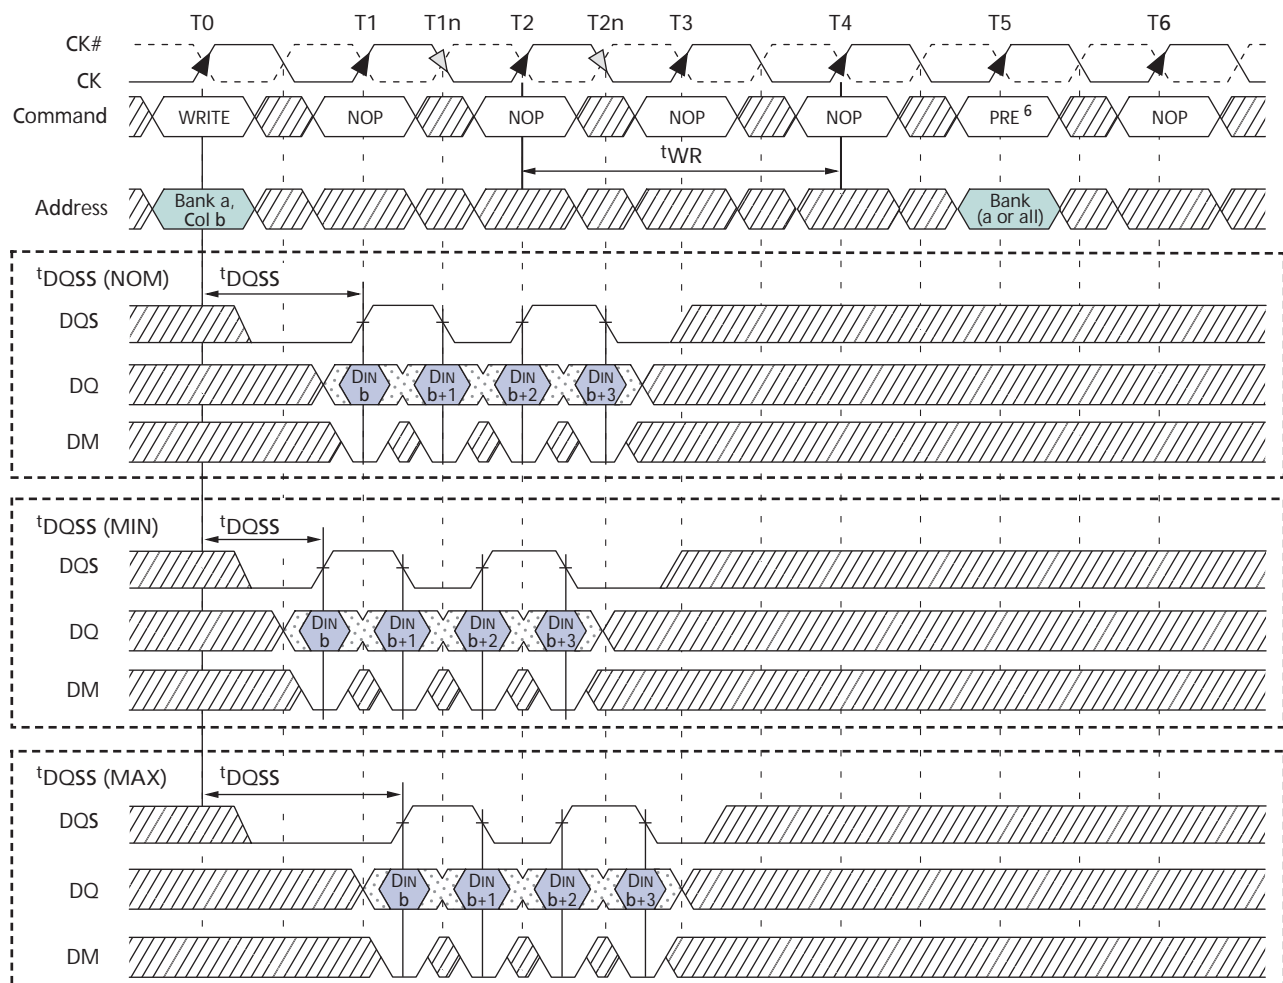 T0 T1 T1n T2 T2n T3 T4 T5 T6
CK#
CK
Command WRITE NOP NOP NOP NOP PRE 6 NOP
tWR
Address Bank a, Col b Bank (a or all)
tDQSS (NOM) tDQSS
DQS
DQ DIN b DIN b+1 DIN b+2 DIN b+3
DM
tDQSS (MIN) tDQSS
DQS
DQ DIN b DIN b+1 DIN b+2 DIN b+3
DM
tDQSS (MAX) tDQSS
DQS
DQ DIN b DIN b+1 DIN b+2 DIN b+3
DM